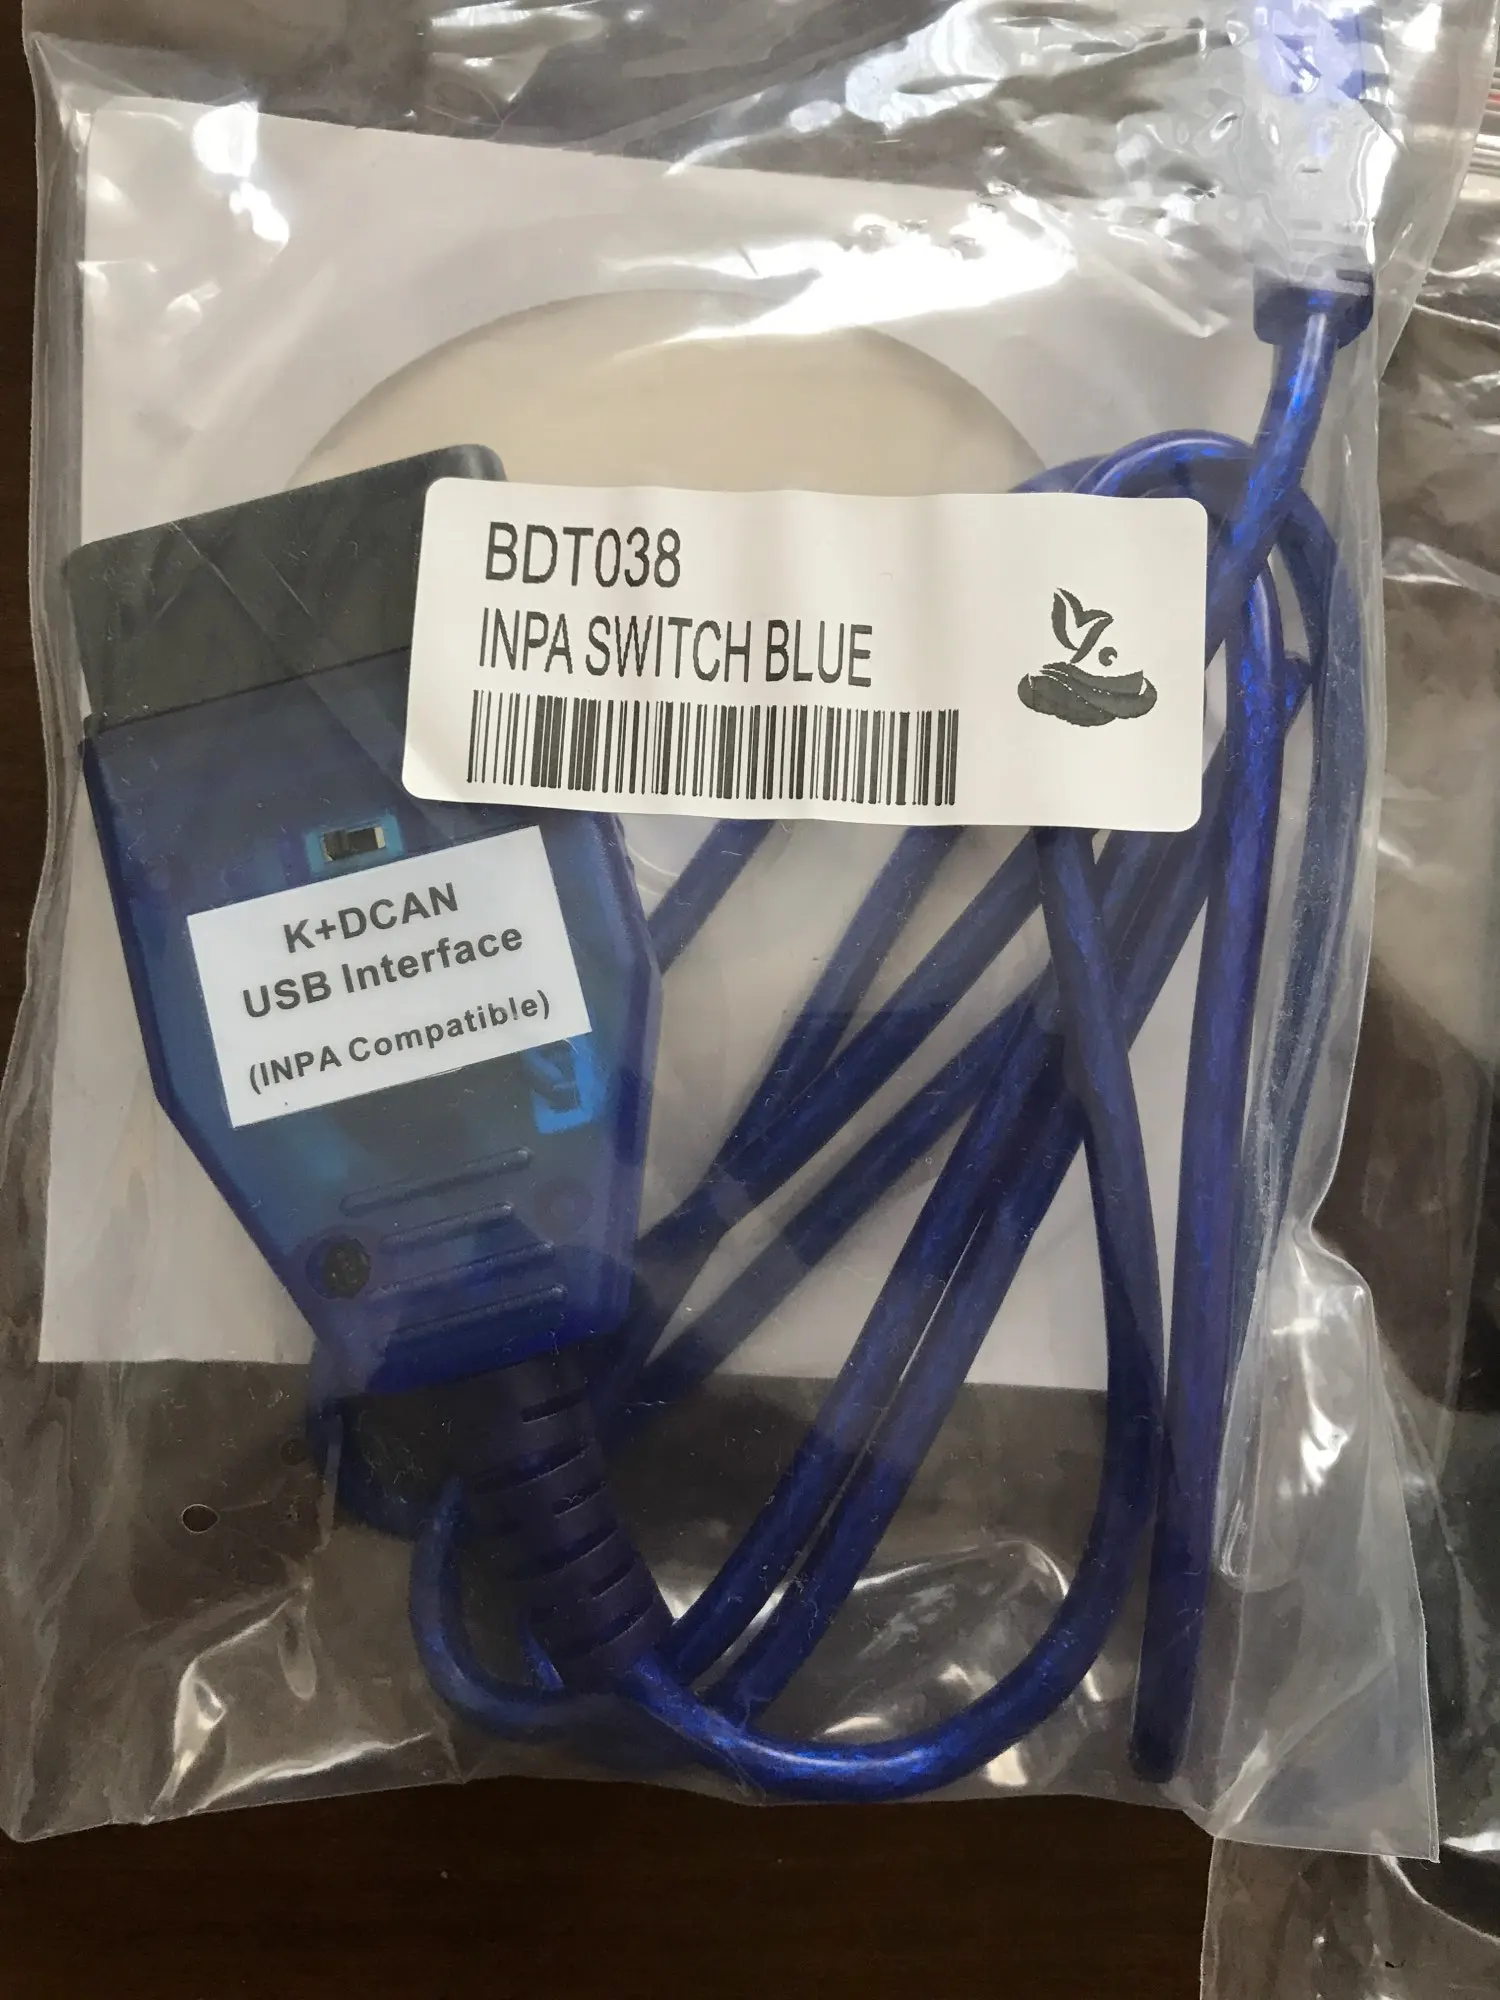 BDT038
INPA SWITCH BLUE
K+DCAN
USB Interface
(INPA Compatible)